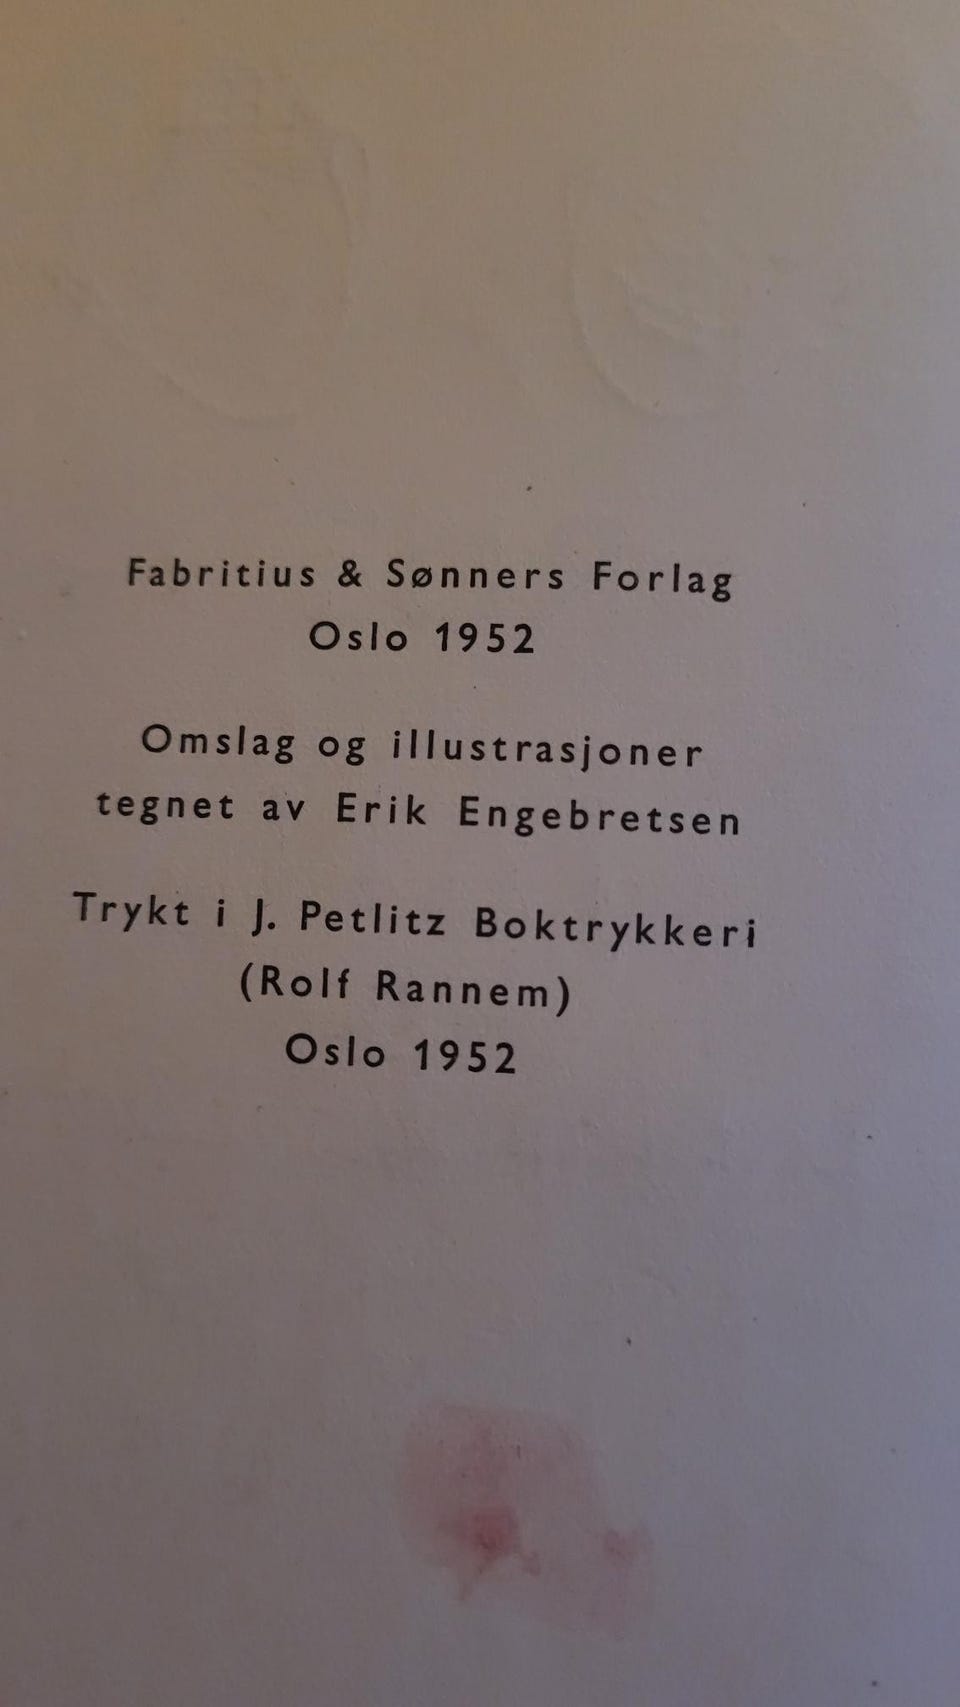 Fabritius & Sønners Forlag
Oslo 1952
Omslag og illustrasjoner
tegnet av Erik Engebretsen
Trykt i J. Petlitz Boktrykkeri
(Rolf Rannem)
Oslo 1952